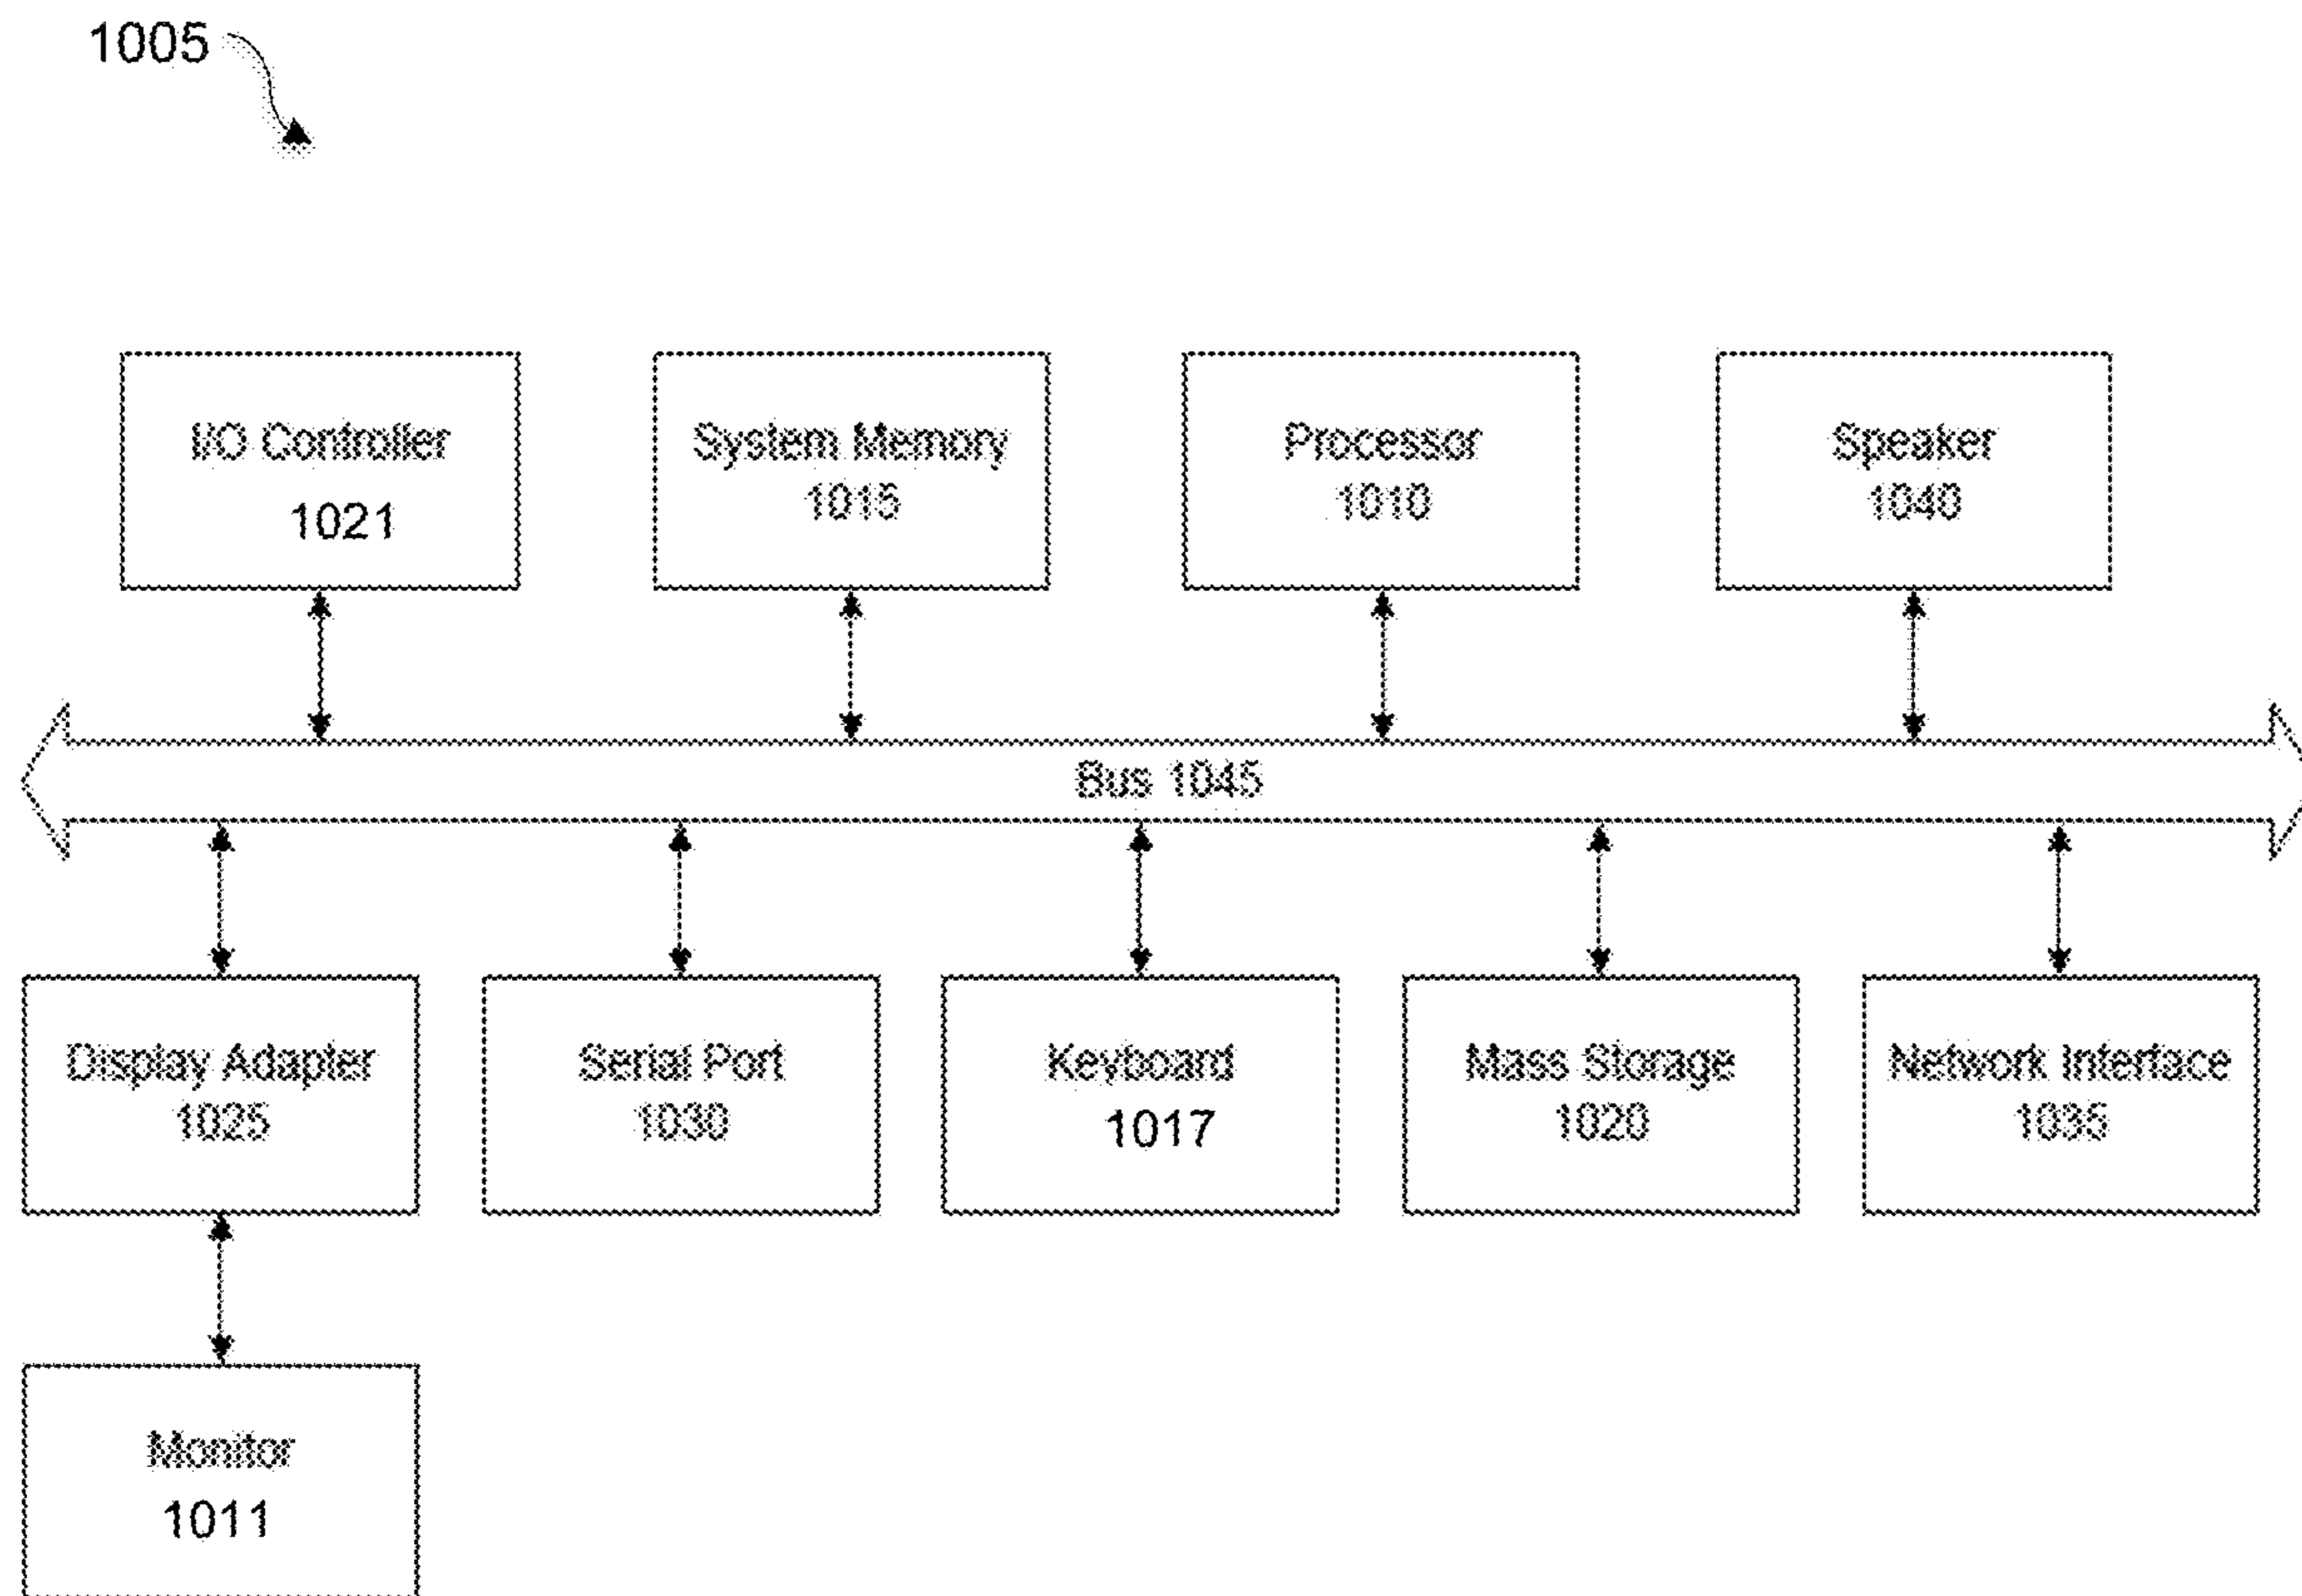 1005
I/O Controller
1021
System Memory
1015
Processor
1010
Speaker
1040
Bus 1045
Display Adapter
1025
Serial Port
1030
Keyboard
1017
Mass Storage
1020
Network Interface
1035
Monitor
1011